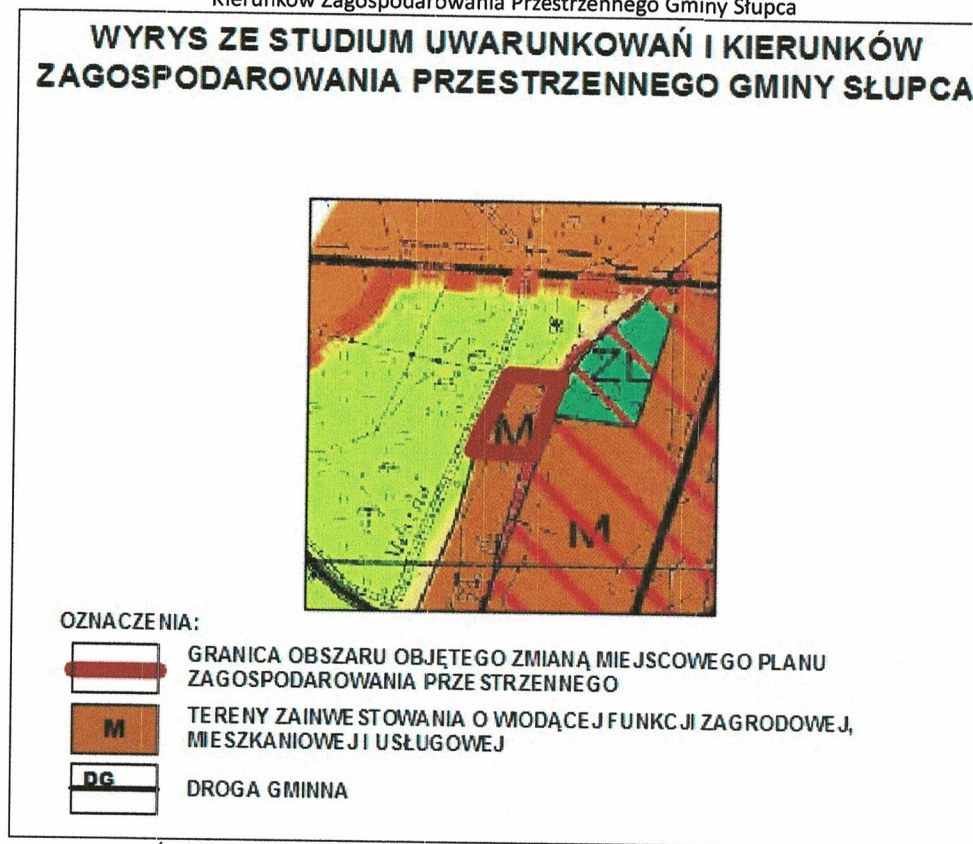 Kierunków Zagospodarowania Przestrzennego Gminy Słupca
WYRYS ZE STUDIUM UWARUNKOWAŃ I KIERUNKÓW
ZAGOSPODAROWANIA PRZESTRZENNEGO GMINY SŁUPCA
ZL
M
M
OZNACZENIA:
GRANICA OBSZARU OBJĘTEGO ZMIANĄ MIEJSCOWEGO PLANU
ZAGOSPODAROWANIA PRZESTRZENNEGO
M
TERENY ZAINWESTOWANIA O WIODĄCEJ FUNKCJI ZAGRODOWEJ,
MIESZKANIOWEJ I USŁUGOWEJ
DG
DROGA GMINNA